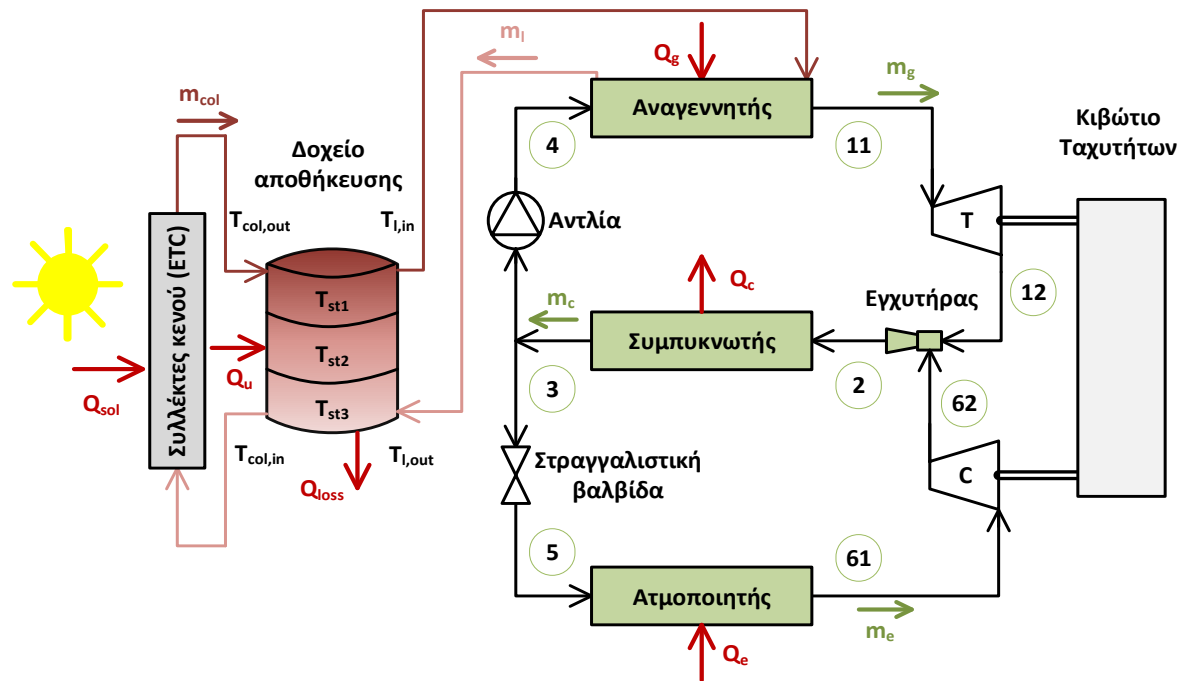 m_l
Q_g
m_g
m_col
Αναγεννητής
Κιβώτιο
Ταχυτήτων
4
11
Δοχείο
αποθήκευσης
T_col,out
T_l,in
Αντλία
T
Συλλέκτες κενού (ETC)
Q_c
12
T_st1
m_c
Εγχυτήρας
T_st2
Συμπυκνωτής
Q_u
3
2
62
Q_sol
T_st3
T_col,in
T_l,out
Στραγγαλιστική
βαλβίδα
C
Q_loss
5
61
Ατμοποιητής
m_e
Q_e